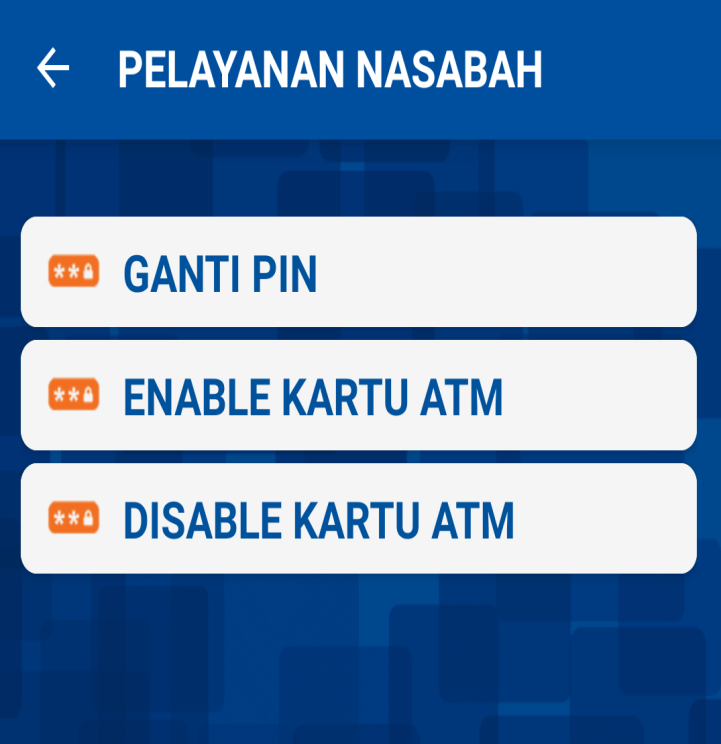 PELAYANAN NASABAH
GANTI PIN
ENABLE KARTU ATM
DISABLE KARTU ATM